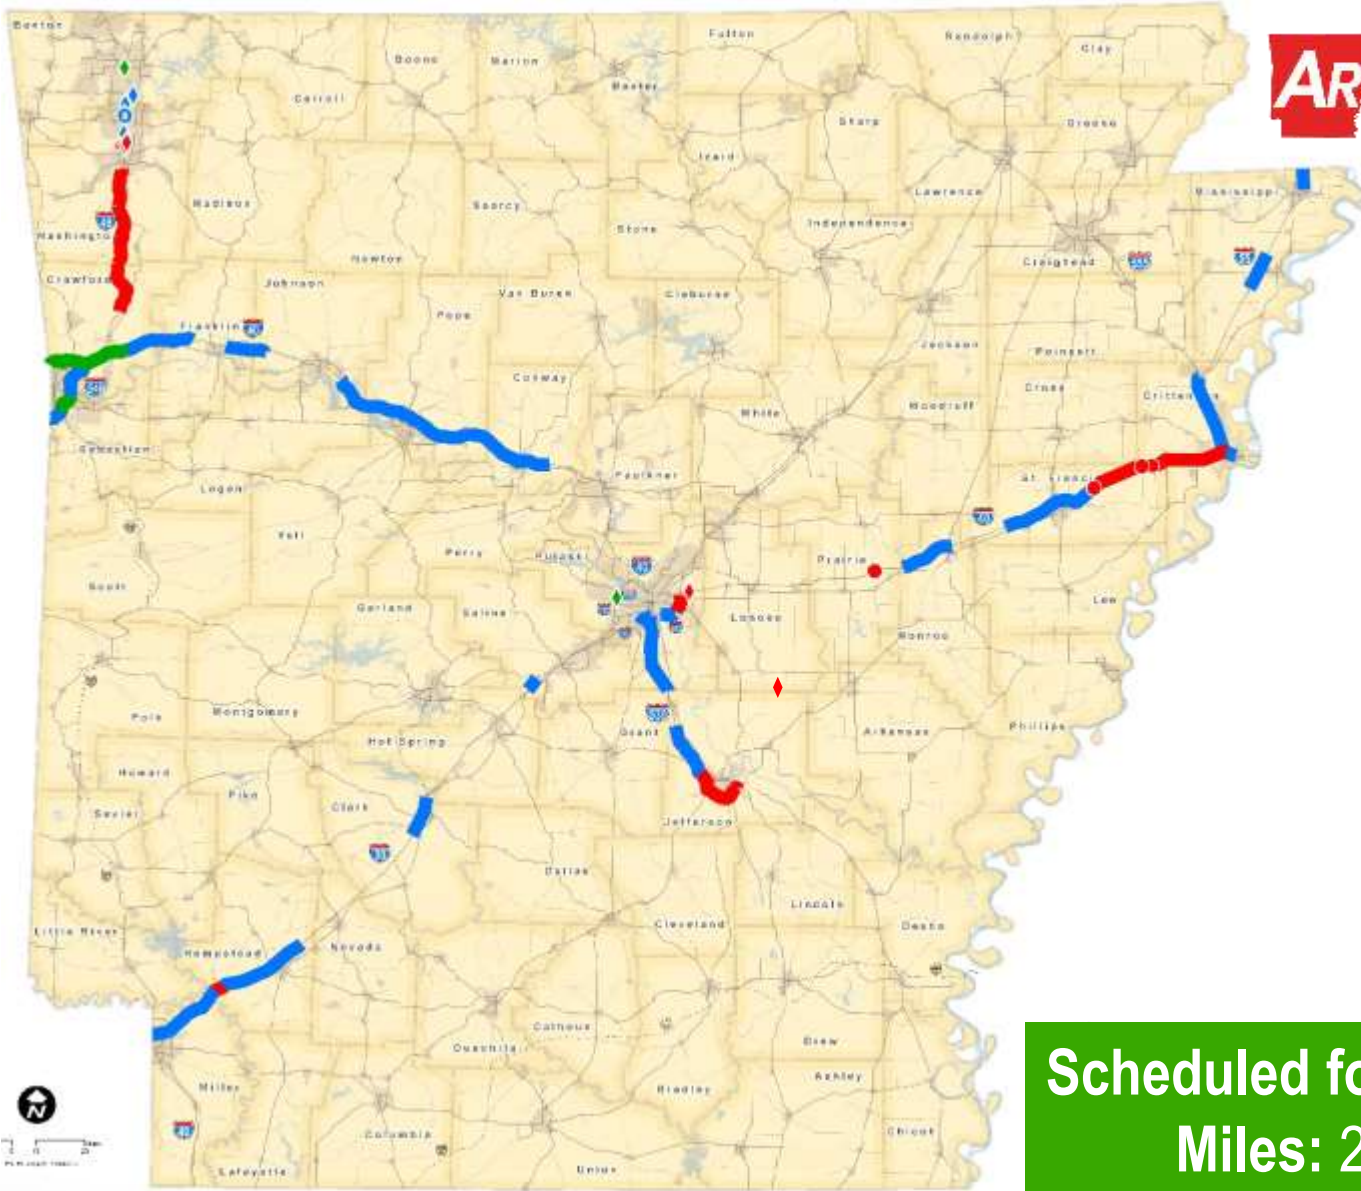 Benton
Boone
Marion
Fulton
Randolph
Clay
AR
Carroll
Baxter
Sharp
Greene
Izard
Lawrence
Mississippi
Madison
Searcy
Stone
Independence
Washington
Newton
Craighead
Crawford
Johnson
Van Buren
Cleburne
Pope
Franklin
Jackson
Poinsett
Conway
Cross
Crittenden
White
Woodruff
Sebastian
Faulkner
St. Francis
Logan
Yell
Perry
Pulaski
Prairie
Scott
Garland
Saline
Lonoke
Lee
Monroe
Polk
Montgomery
Hot Spring
Grant
Arkansas
Phillips
Howard
Pike
Clark
Sevier
Jefferson
Dallas
Lincoln
Little River
Hempstead
Nevada
Cleveland
Desha
Calhoun
Ouachita
Drew
Scheduled fo
Miller
Bradley
Ashley
N
Columbia
Chicot
Miles: 2
Lafayette
Union